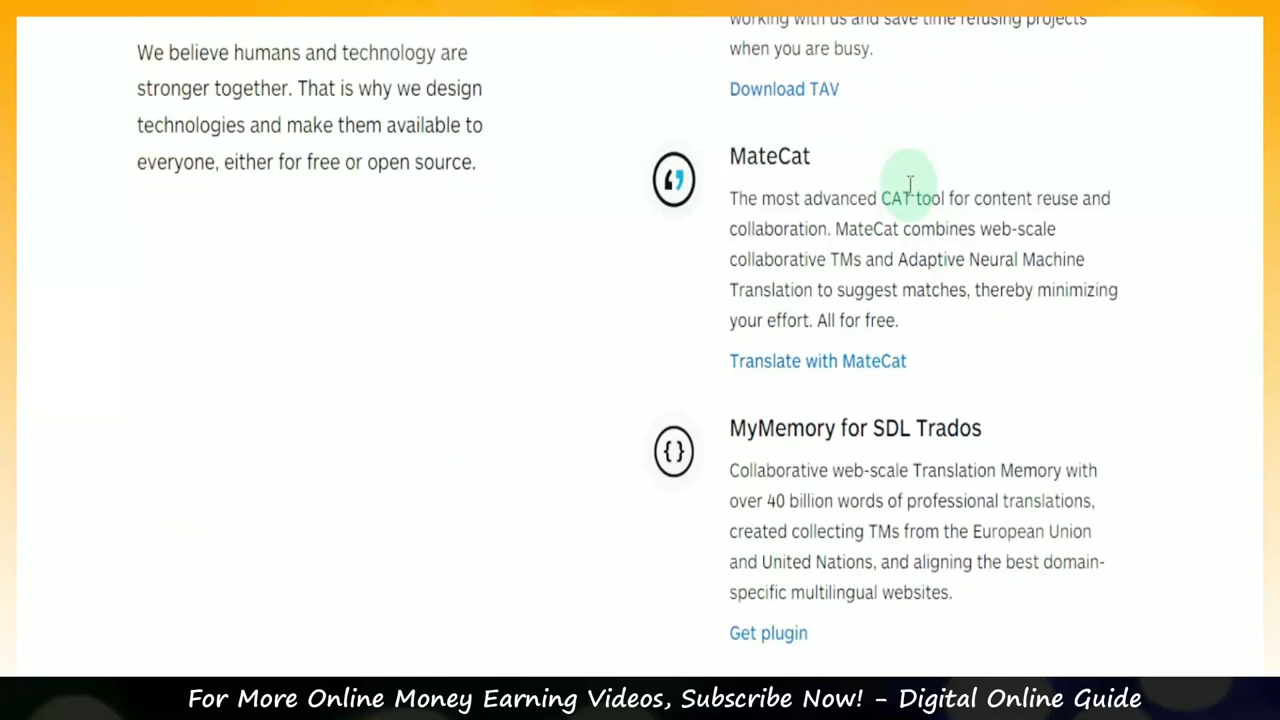 We believe humans and technology are
stronger together. That is why we design
technologies and make them available to
everyone, either for free or open source.
working with us and save time refusing projects
when you are busy.
Download TAV
MateCat
The most advanced CAT tool for content reuse and
collaboration. MateCat combines web-scale
collaborative TMs and Adaptive Neural Machine
Translation to suggest matches, thereby minimizing
your effort. All for free.
Translate with MateCat
MyMemory for SDL Trados
Collaborative web-scale Translation Memory with
over 40 billion words of professional translations,
created collecting TMs from the European Union
and United Nations, and aligning the best domain-
specific multilingual websites.
Get plugin
For More Online Money Earning Videos, Subscribe Now! - Digital Online Guide